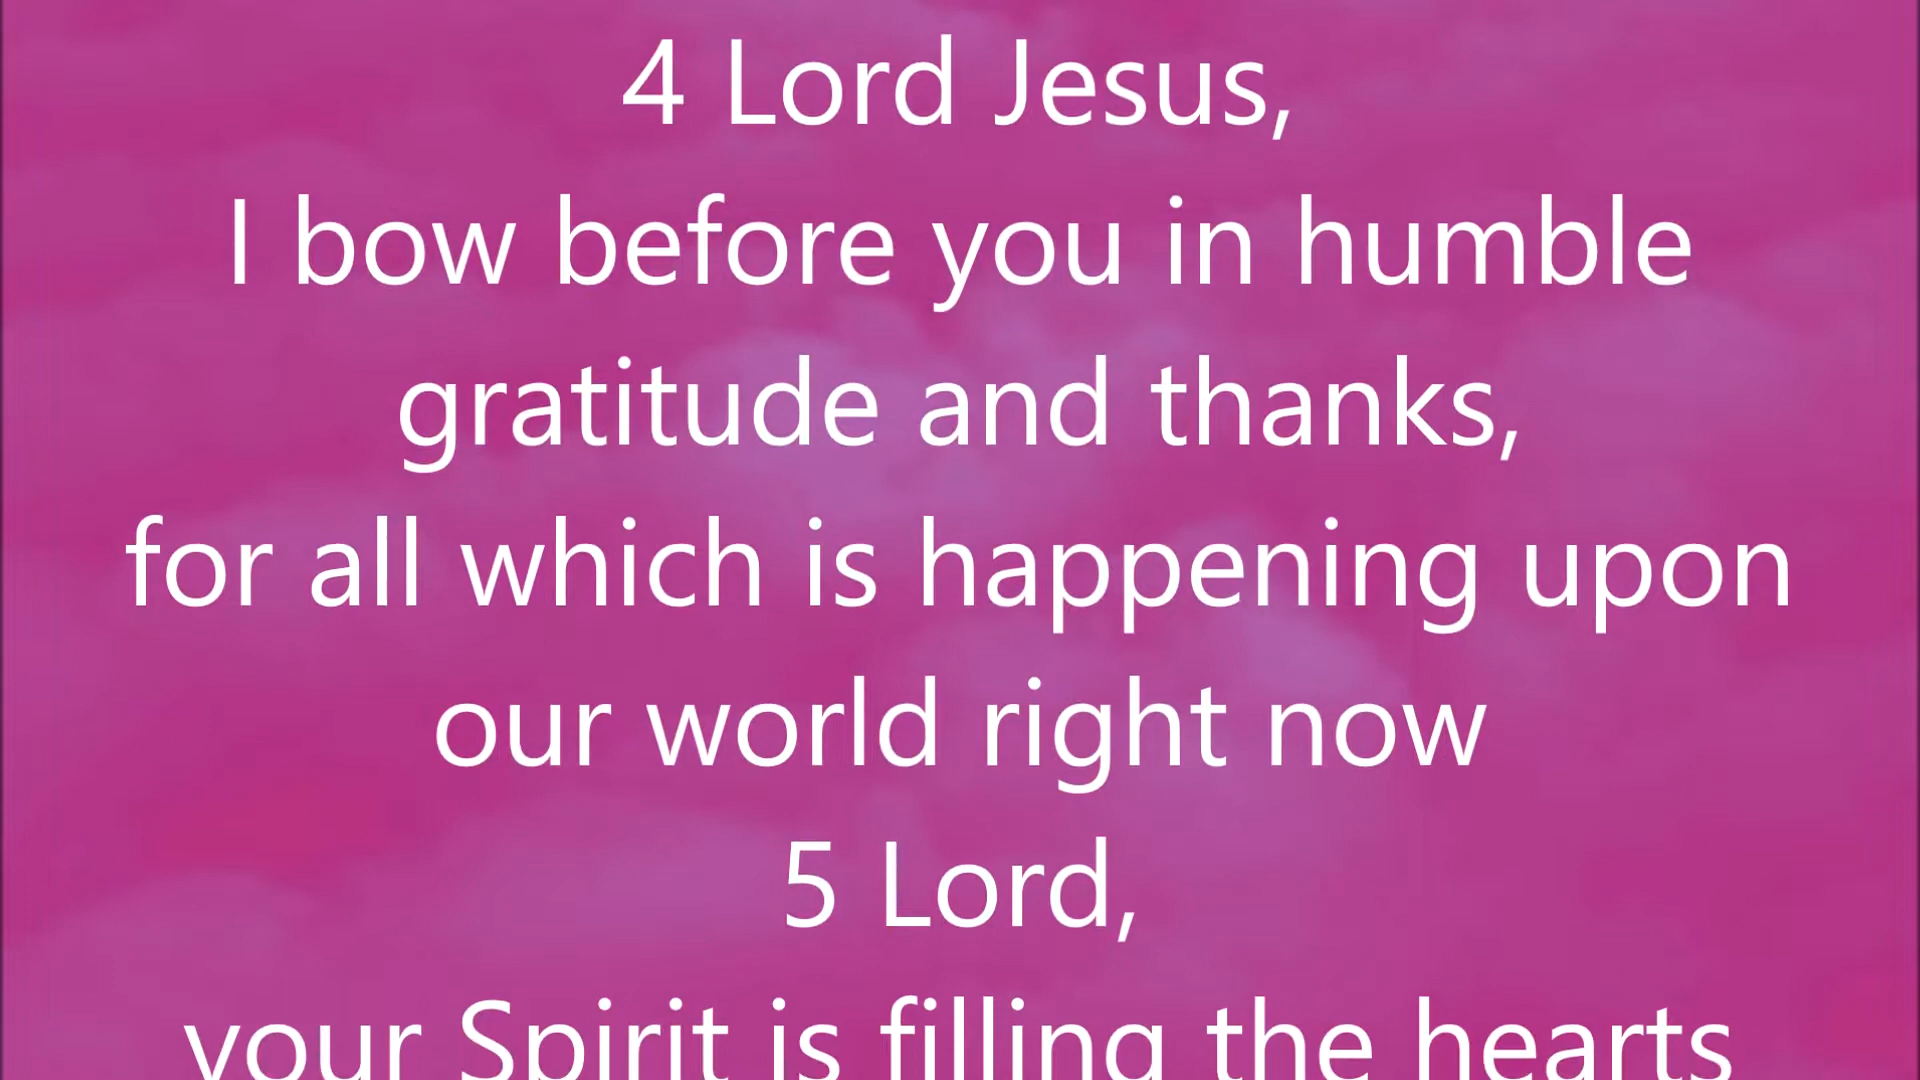 4 Lord Jesus,
I bow before you in humble
gratitude and thanks,
for all which is happening upon
our world right now
5 Lord,
your Spirit is filling the hearts